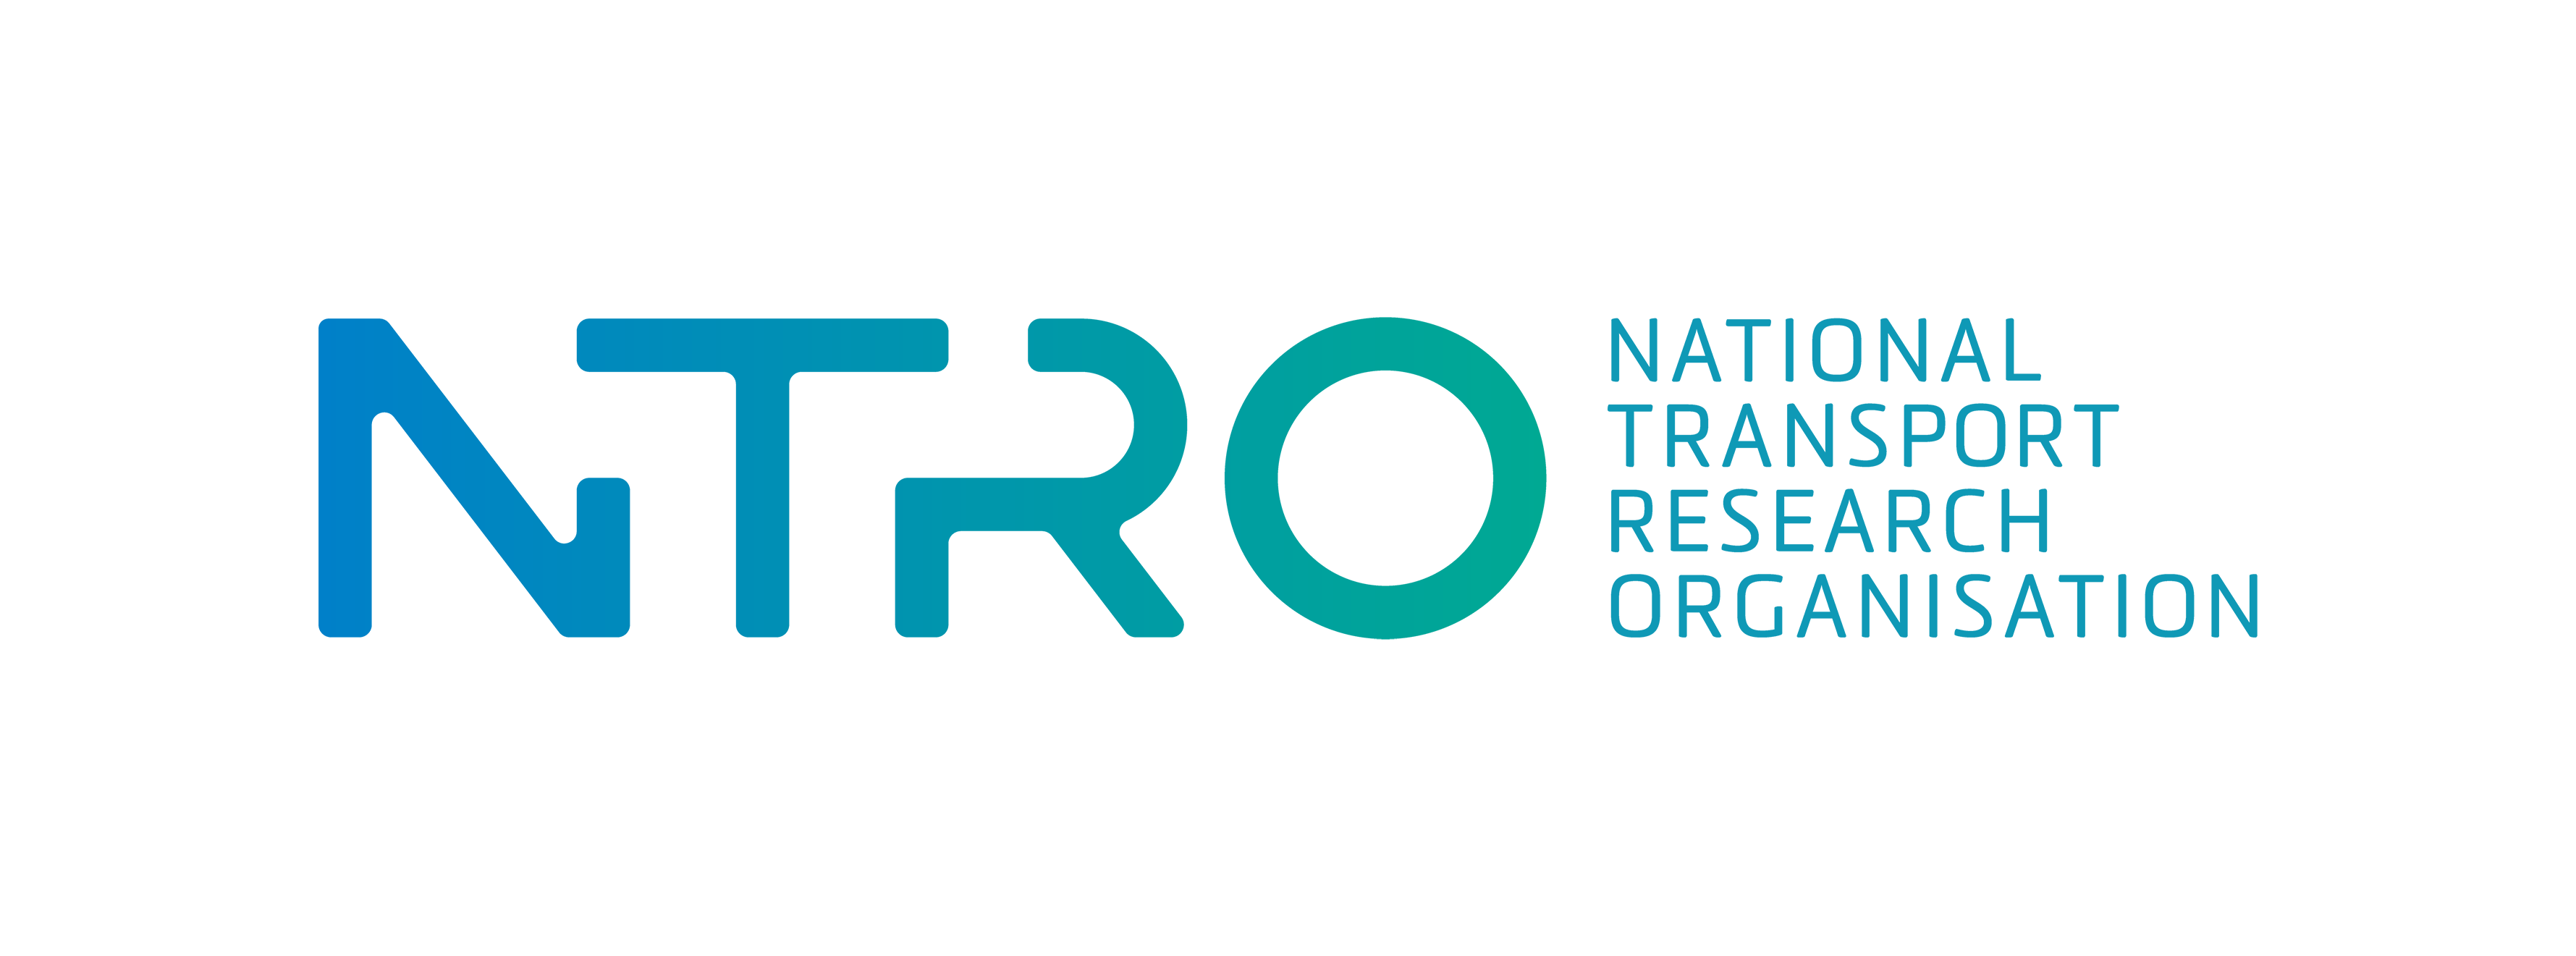 NTRO
NATIONAL
TRANSPORT
RESEARCH
ORGANISATION